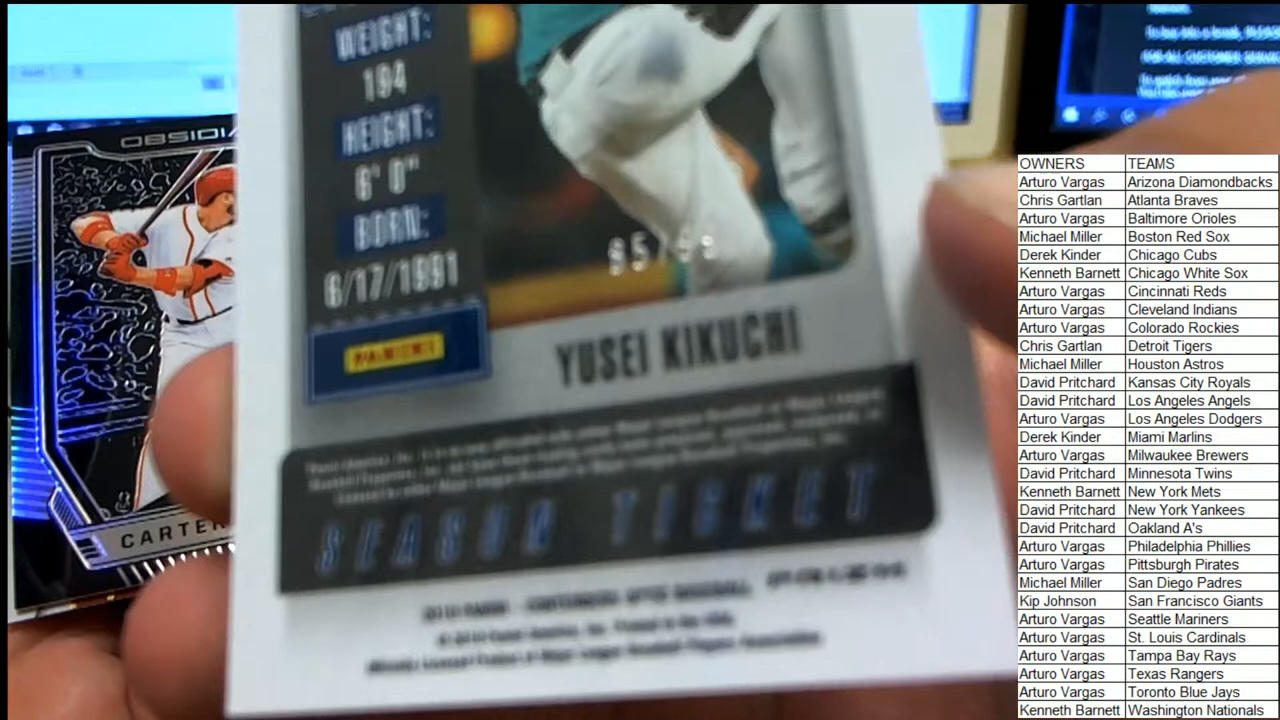 OBSIDIA
CARTER
WEIGHT:
194
HEIGHT:
6' 0"
BORN:
6/17/1991
PANINI
hael
YUSEI KIKUCHI
TICKET
OWNERS TEAMS
Arturo Vargas Arizona Diamondbacks
Chris Gartlan Atlanta Braves
Arturo Vargas Baltimore Orioles
Michael Miller Boston Red Sox
Derek Kinder Chicago Cubs
Kenneth Barnett Chicago White Sox
Arturo Vargas Cincinnati Reds
Arturo Vargas Cleveland Indians
Arturo Vargas Colorado Rockies
Chris Gartlan Detroit Tigers
Michael Miller Houston Astros
David Pritchard Kansas City Royals
David Pritchard Los Angeles Angels
Arturo Vargas Los Angeles Dodgers
Derek Kinder Miami Marlins
Arturo Vargas Milwaukee Brewers
David Pritchard Minnesota Twins
Kenneth Barnett New York Mets
David Pritchard New York Yankees
David Pritchard Oakland A's
Arturo Vargas Philadelphia Phillies
Arturo Vargas Pittsburgh Pirates
Michael Miller San Diego Padres
Kip Johnson San Francisco Giants
Arturo Vargas Seattle Mariners
Arturo Vargas St. Louis Cardinals
Arturo Vargas Tampa Bay Rays
Arturo Vargas Texas Rangers
Arturo Vargas Toronto Blue Jays
Kenneth Barnett Washington Nationals